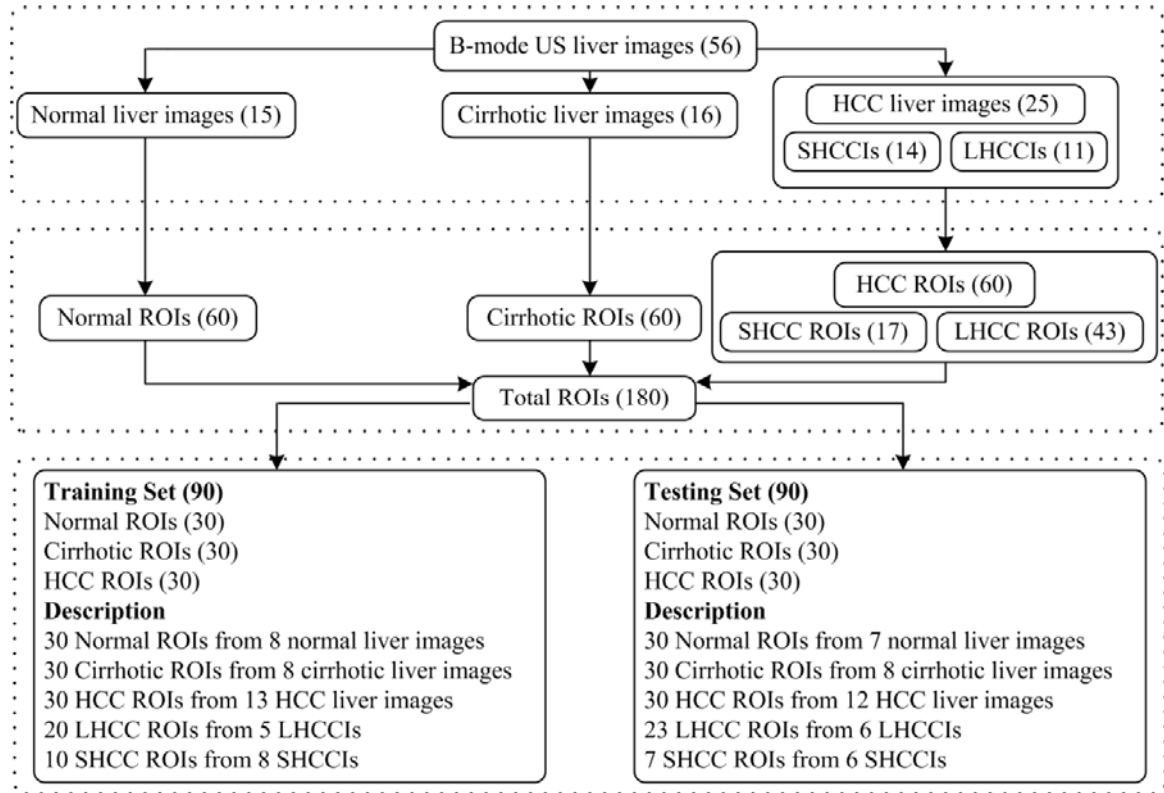 B-mode US liver images (56)
Normal liver images (15)
Cirrhotic liver images (16)
HCC liver images (25)
SHCCIs (14)
LHCCIs (11)
Normal ROIs (60)
Cirrhotic ROIs (60)
HCC ROIs (60)
SHCC ROIs (17)
LHCC ROIs (43)
Total ROIs (180)
Training Set (90)
Normal ROIs (30)
Cirrhotic ROIs (30)
HCC ROIs (30)
Description
30 Normal ROIs from 8 normal liver images
30 Cirrhotic ROIs from 8 cirrhotic liver images
30 HCC ROIs from 13 HCC liver images
20 LHCC ROIs from 5 LHCCIs
10 SHCC ROIs from 8 SHCCIs
Testing Set (90)
Normal ROIs (30)
Cirrhotic ROIs (30)
HCC ROIs (30)
Description
30 Normal ROIs from 7 normal liver images
30 Cirrhotic ROIs from 8 cirrhotic liver images
30 HCC ROIs from 12 HCC liver images
23 LHCC ROIs from 6 LHCCIs
7 SHCC ROIs from 6 SHCCIs